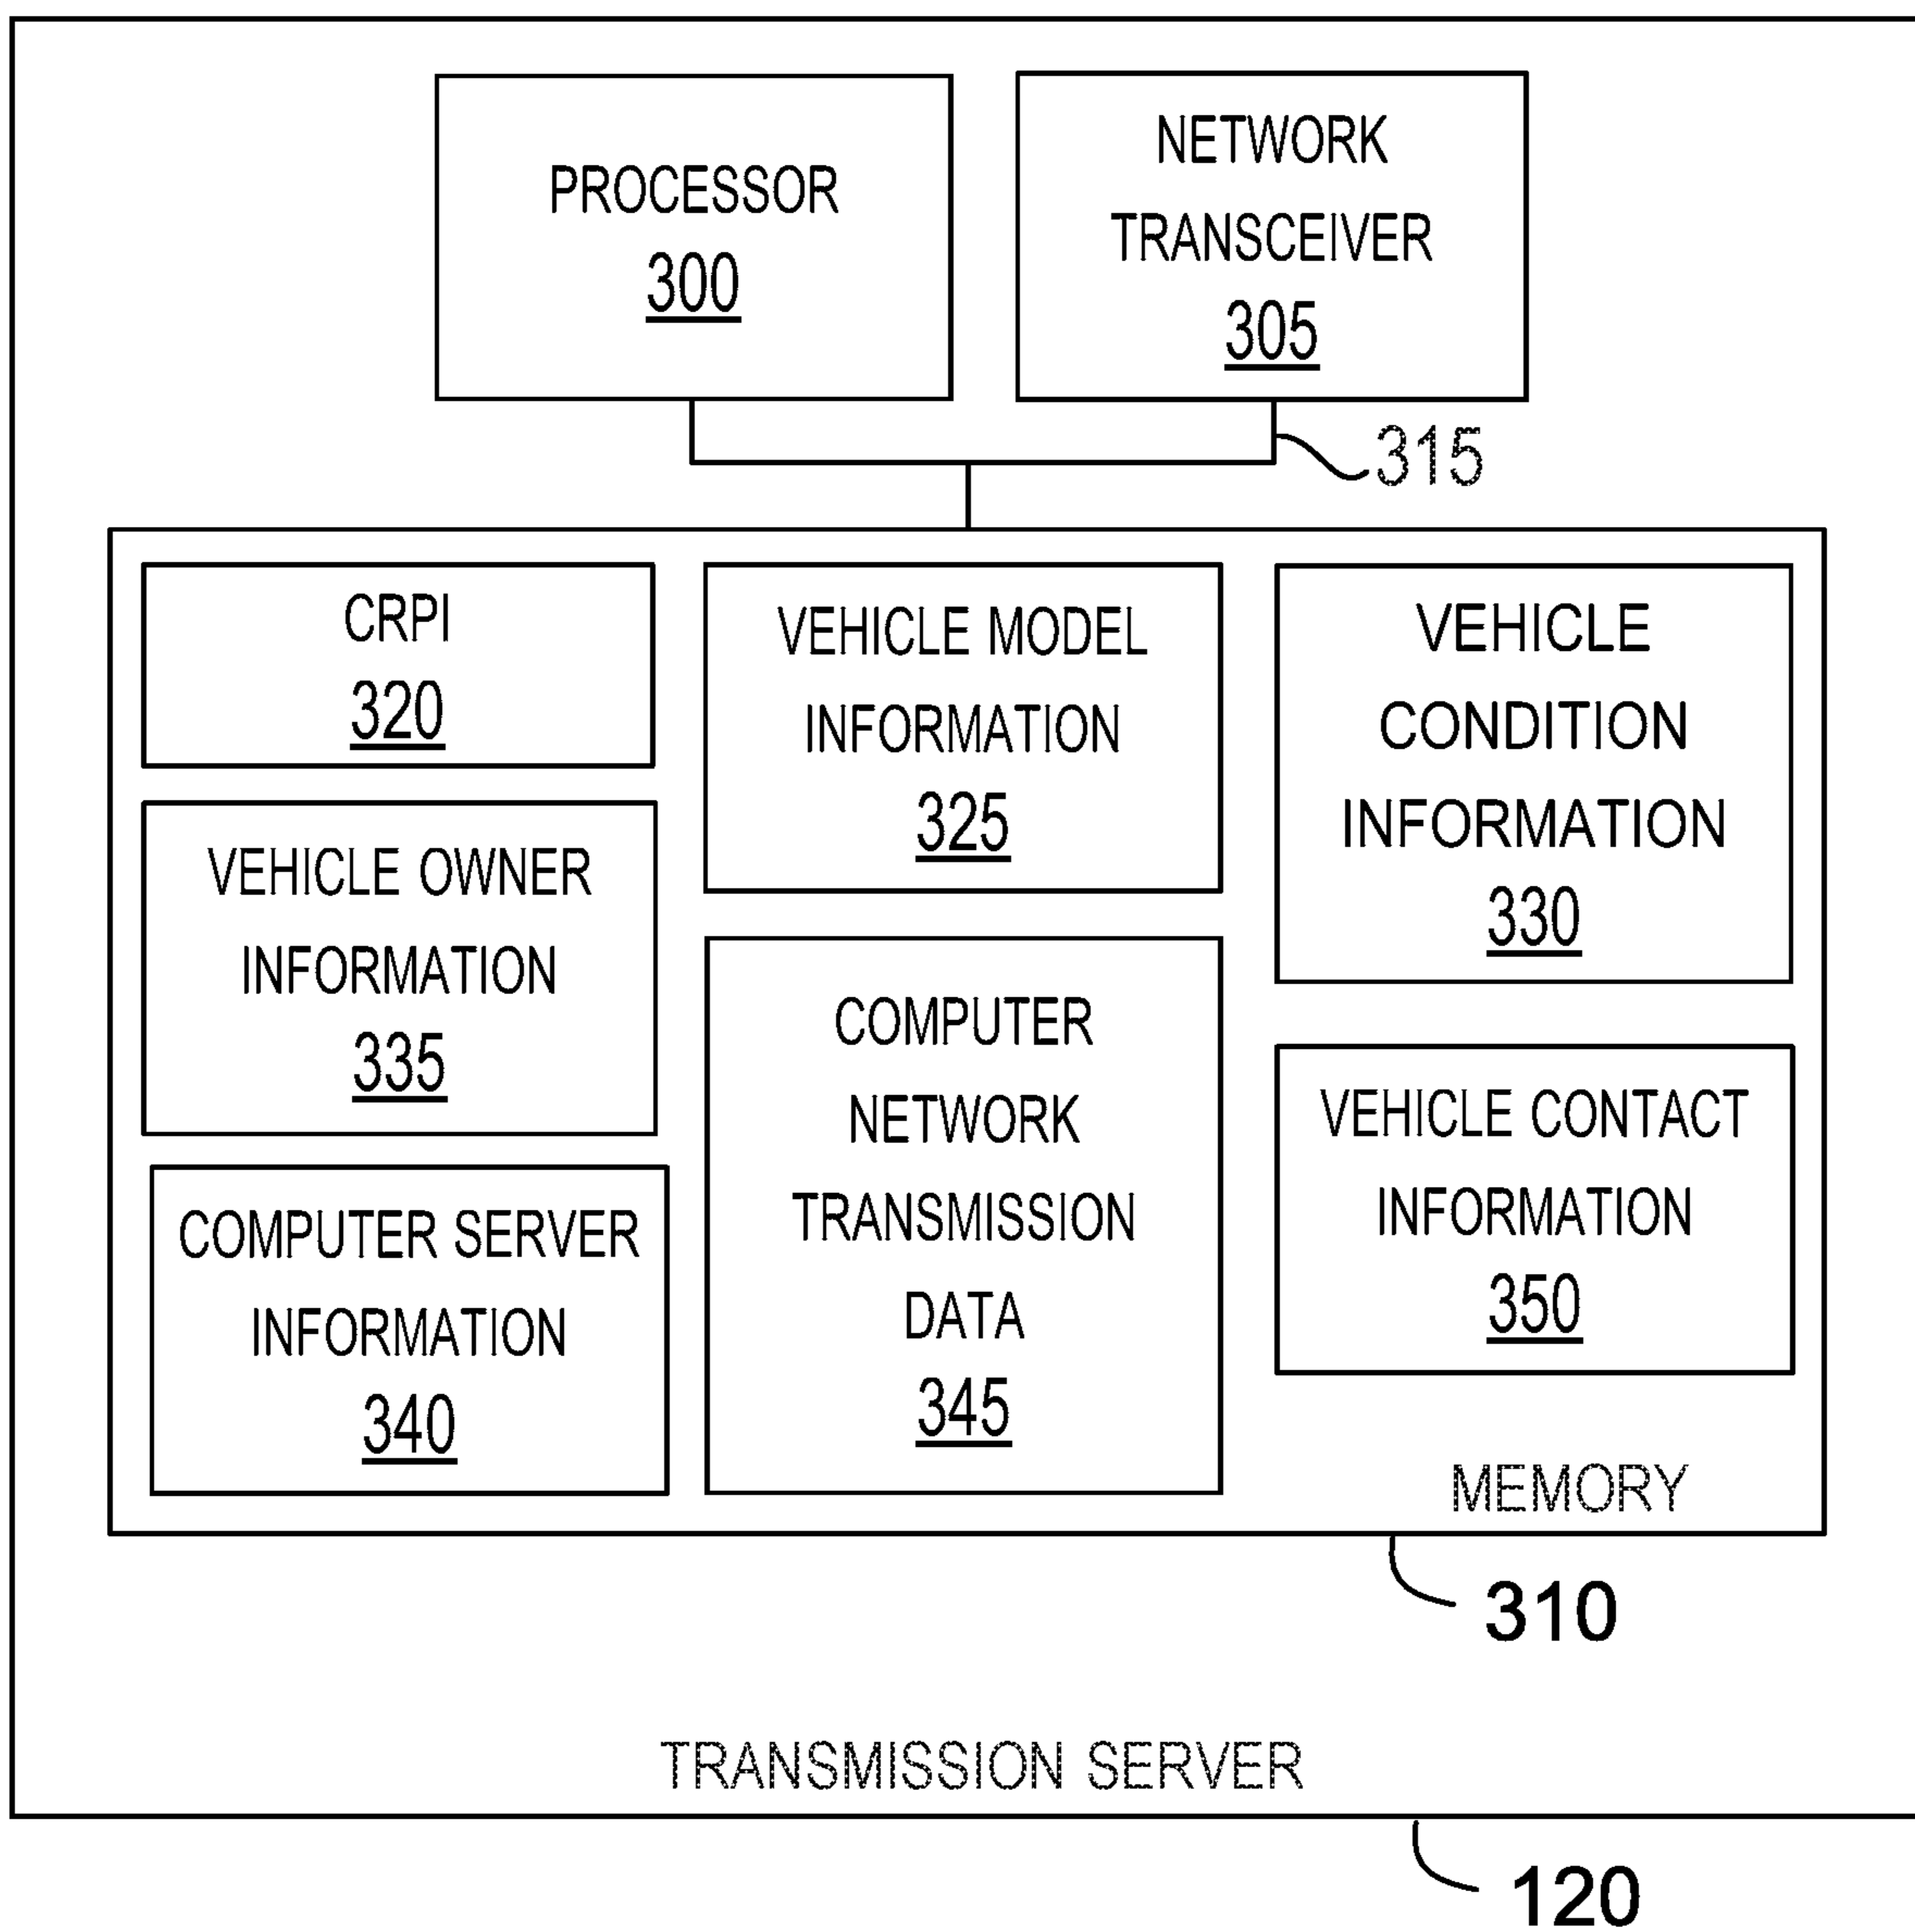 PROCESSOR
300
NETWORK
TRANSCEIVER
305
315
CRPI
320
VEHICLE MODEL
INFORMATION
325
VEHICLE
CONDITION
INFORMATION
330
VEHICLE OWNER
INFORMATION
335
COMPUTER
NETWORK
TRANSMISSION
DATA
345
VEHICLE CONTACT
INFORMATION
350
COMPUTER SERVER
INFORMATION
340
MEMORY
310
TRANSMISSION SERVER
120